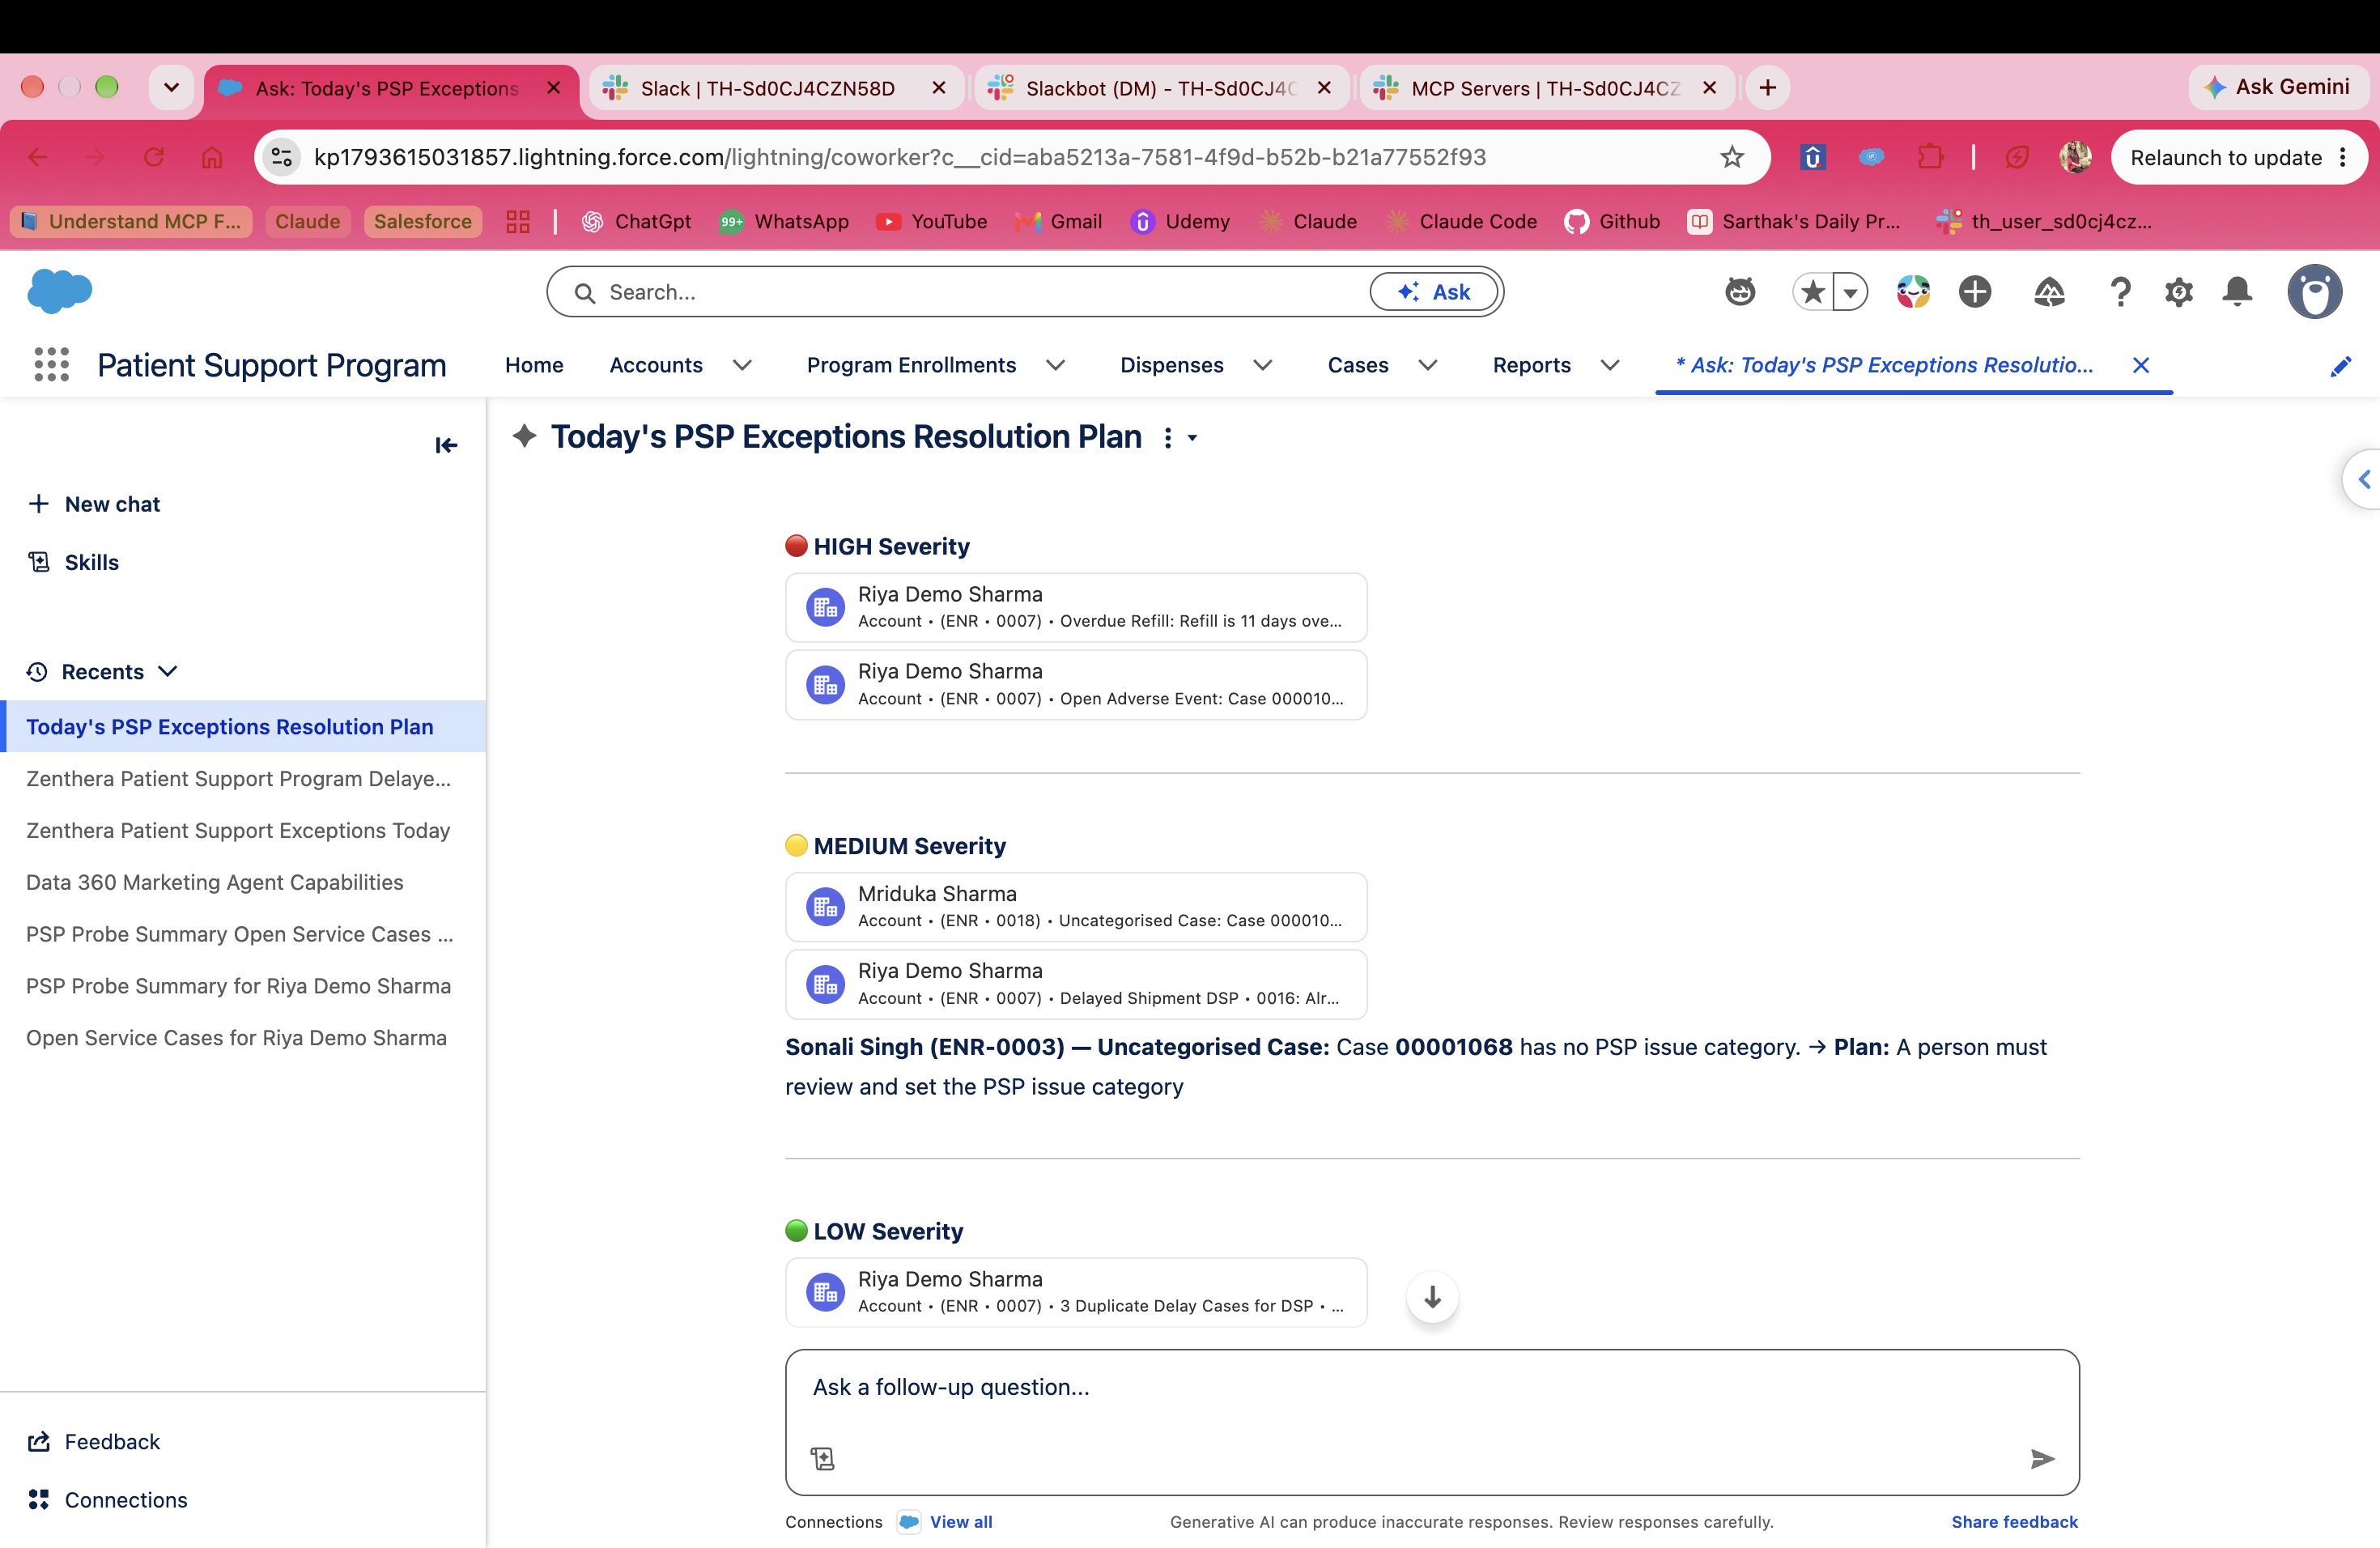 Ask: Today's PSP Exceptions
Slack | TH-Sd0CJ4CZN58D
Slackbot (DM) - TH-Sd0CJ4C
MCP Servers | TH-Sd0CJ4CZ
Ask Gemini
kp1793615031857.lightning.force.com/lightning/coworker?c__cid=aba5213a-7581-4f9d-b52b-b21a77552f93
Relaunch to update
Understand MCP F...
Claude
Salesforce
ChatGpt
99+
WhatsApp
YouTube
Gmail
Udemy
Claude
Claude Code
Github
Sarthak's Daily Pr...
th_user_sd0cj4cz...
Search...
Ask
Patient Support Program
Home
Accounts
Program Enrollments
Dispenses
Cases
Reports
* Ask: Today's PSP Exceptions Resolutio...
New chat
Skills
Recents
Today's PSP Exceptions Resolution Plan
Zenthera Patient Support Program Delaye...
Zenthera Patient Support Exceptions Today
Data 360 Marketing Agent Capabilities
PSP Probe Summary Open Service Cases ...
PSP Probe Summary for Riya Demo Sharma
Open Service Cases for Riya Demo Sharma
Feedback
Connections
Today's PSP Exceptions Resolution Plan
HIGH Severity
Riya Demo Sharma
Account • (ENR • 0007) • Overdue Refill: Refill is 11 days ove...
Riya Demo Sharma
Account • (ENR • 0007) • Open Adverse Event: Case 000010...
MEDIUM Severity
Mriduka Sharma
Account • (ENR • 0018) • Uncategorised Case: Case 000010...
Riya Demo Sharma
Account • (ENR • 0007) • Delayed Shipment DSP • 0016: Alr...
Sonali Singh (ENR-0003) — Uncategorised Case: Case 00001068 has no PSP issue category. → Plan: A person must
review and set the PSP issue category
LOW Severity
Riya Demo Sharma
Account • (ENR • 0007) • 3 Duplicate Delay Cases for DSP • ...
Ask a follow-up question...
Connections
View all
Generative AI can produce inaccurate responses. Review responses carefully.
Share feedback